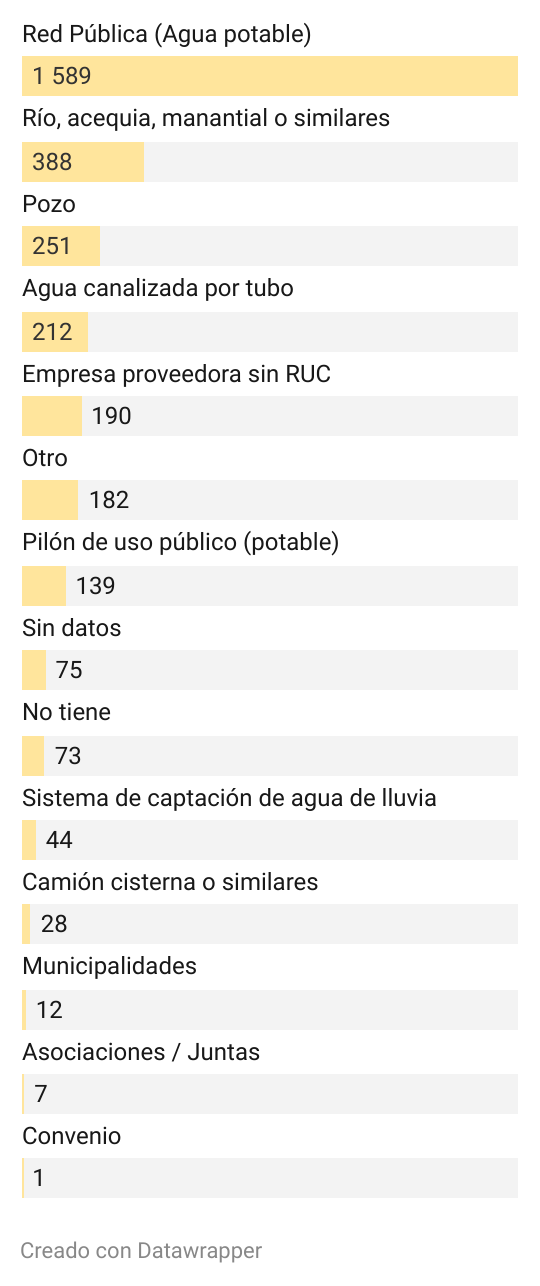 Red Pública (Agua potable)
1 589
Río, acequia, manantial o similares
388
Pozo
251
Agua canalizada por tubo
212
Empresa proveedora sin RUC
190
Otro
182
Pilón de uso público (potable)
139
Sin datos
75
No tiene
73
Sistema de captación de agua de lluvia
44
Camión cisterna o similares
28
Municipalidades
12
Asociaciones / Juntas
7
Convenio
1
Creado con Datawrapper